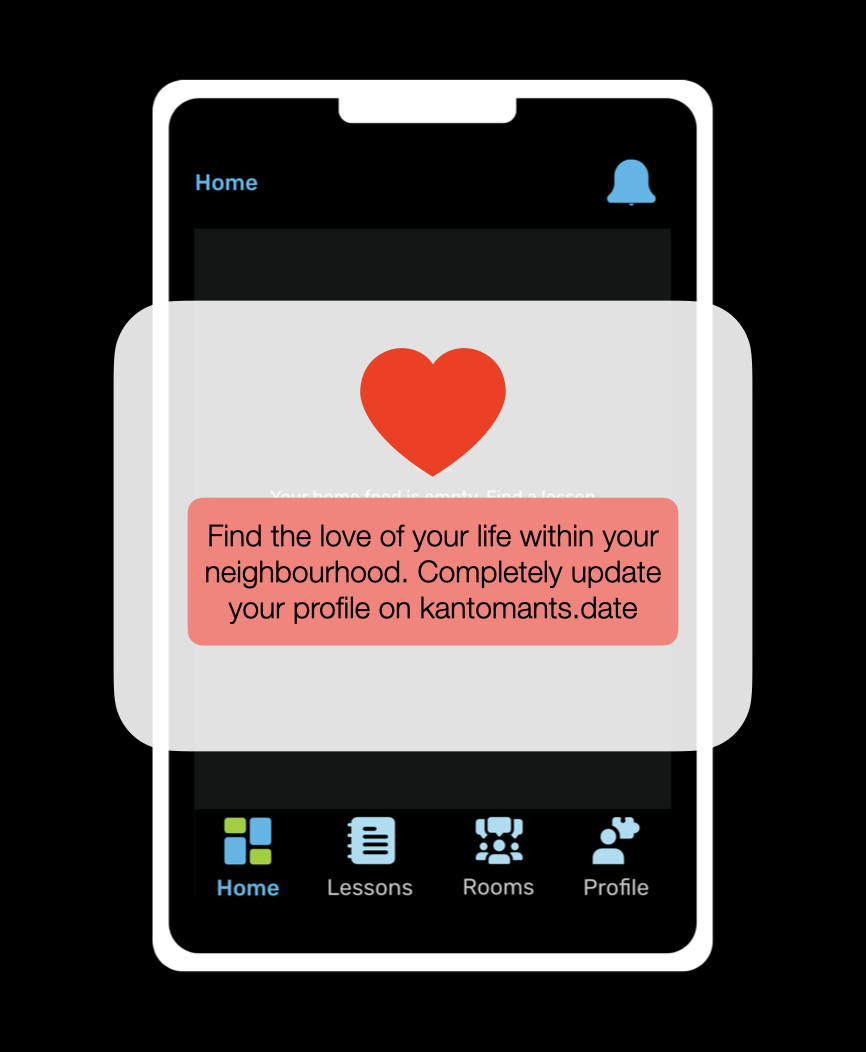 Home
Your home feed is empty. Find a lesson
Find the love of your life within your
neighbourhood. Completely update
your profile on kantomants.date
Home
Lessons
Rooms
Profile